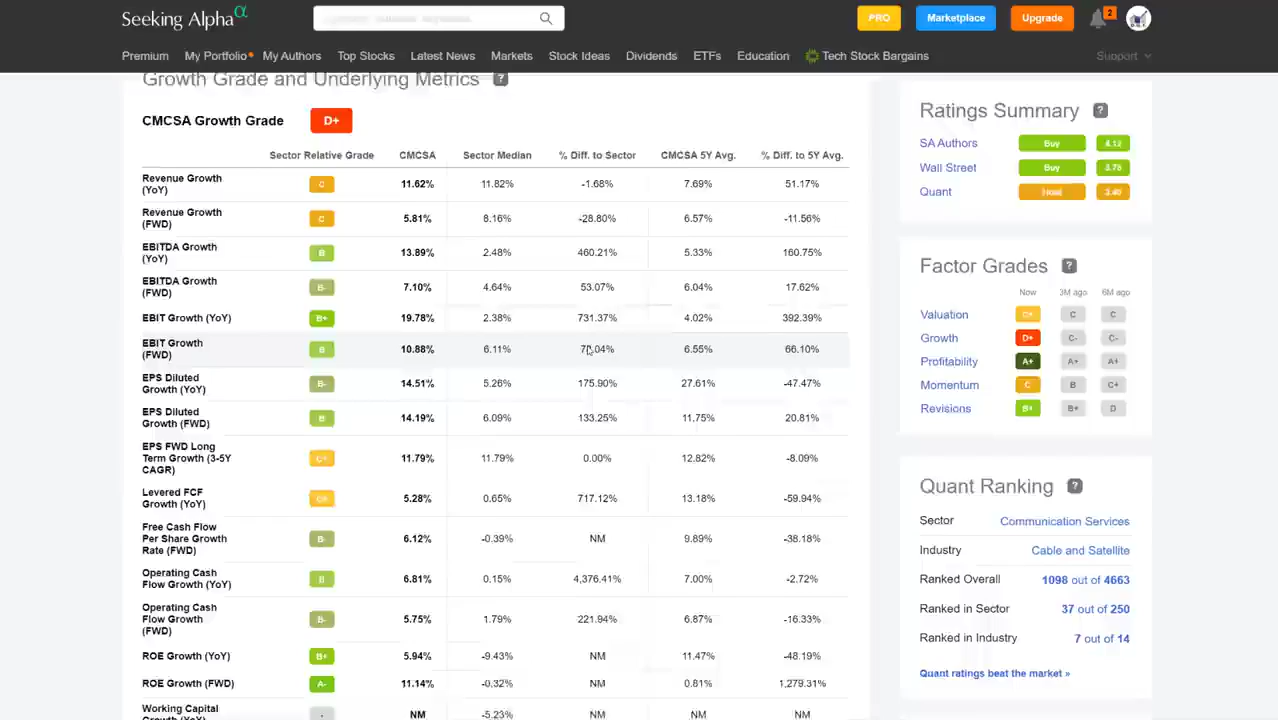 Seeking Alpha α
PRO
Marketplace
Upgrade
2
Premium My Portfolio My Authors Top Stocks Latest News Markets Stock Ideas Dividends ETFs Education Tech Stock Bargains Support
Growth Grade and Underlying Metrics ?
CMCSA Growth Grade D+
Sector Relative Grade CMCSA Sector Median % Diff. to Sector CMCSA 5Y Avg. % Diff. to 5Y Avg.
Revenue Growth
(YoY) C 11.62% 11.82% -1.68% 7.69% 51.17%
Revenue Growth
(FWD) C 5.81% 8.16% -28.80% 6.57% -11.56%
EBITDA Growth
(YoY) B 13.89% 2.48% 460.21% 5.33% 160.75%
EBITDA Growth
(FWD) B- 7.10% 4.64% 53.07% 6.04% 17.62%
EBIT Growth (YoY) B+ 19.78% 2.38% 731.37% 4.02% 392.39%
EBIT Growth
(FWD) B 10.88% 6.11% 6.55% 66.10%
EPS Diluted
Growth (YoY) B- 14.51% 5.26% 175.90% 27.61% -47.47%
EPS Diluted
Growth (FWD) B 14.19% 6.09% 133.25% 11.75% 20.81%
EPS FWD Long
Term Growth (3-5Y
CAGR) C+ 11.79% 11.79% 0.00% 12.82% -8.09%
Levered FCF
Growth (YoY) C+ 5.28% 0.65% 717.12% 13.18% -59.94%
Free Cash Flow
Per Share Growth
Rate (FWD) B- 6.12% -0.39% NM 9.89% -38.18%
Operating Cash
Flow Growth (YoY) B 6.81% 0.15% 4,376.41% 7.00% -2.72%
Operating Cash
Flow Growth
(FWD) B- 5.75% 1.79% 221.94% 6.87% -16.33%
ROE Growth (YoY) B+ 5.94% -9.43% NM 11.47% -48.19%
ROE Growth (FWD) A- 11.14% -0.32% NM 0.81% 1,279.31%
Working Capital
Growth (YoY) - NM -5.23% NM NM NM
Ratings Summary ?
SA Authors Buy 4.12
Wall Street Buy 3.78
Quant Hold 3.40
Factor Grades ?
Now 3M ago 6M ago
Valuation C+ C C
Growth D+ C- C-
Profitability A+ A+ A+
Momentum C B C+
Revisions B+ B+ D
Quant Ranking ?
Sector Communication Services
Industry Cable and Satellite
Ranked Overall 1098 out of 4663
Ranked in Sector 37 out of 250
Ranked in Industry 7 out of 14
Quant ratings beat the market »